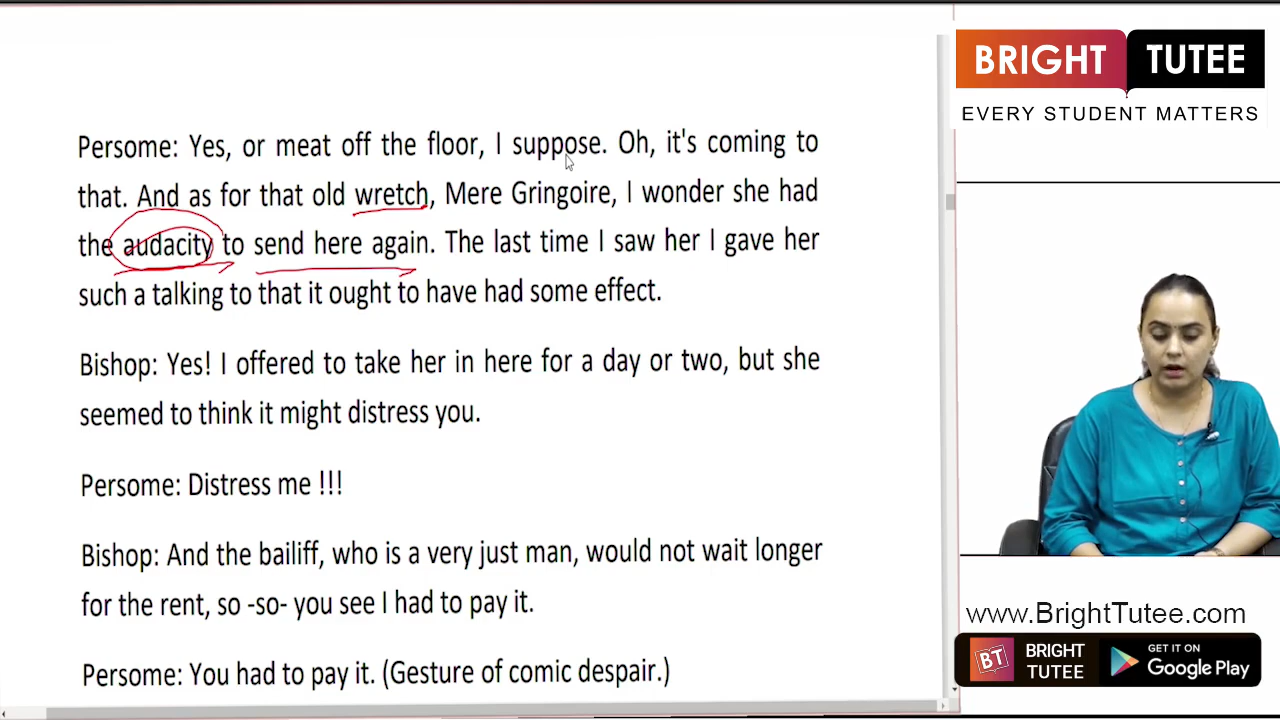 Persome: Yes, or meat off the floor, I suppose. Oh, it's coming to
that. And as for that old wretch, Mere Gringoire, I wonder she had
the audacity to send here again. The last time I saw her I gave her
such a talking to that it ought to have had some effect.
Bishop: Yes! I offered to take her in here for a day or two, but she
seemed to think it might distress you.
Persome: Distress me !!!
Bishop: And the bailiff, who is a very just man, would not wait longer
for the rent, so -so- you see I had to pay it.
Persome: You had to pay it. (Gesture of comic despair.)
BRIGHT TUTEE
EVERY STUDENT MATTERS
www.BrightTutee.com
BT BRIGHT TUTEE
GET IT ON
Google Play